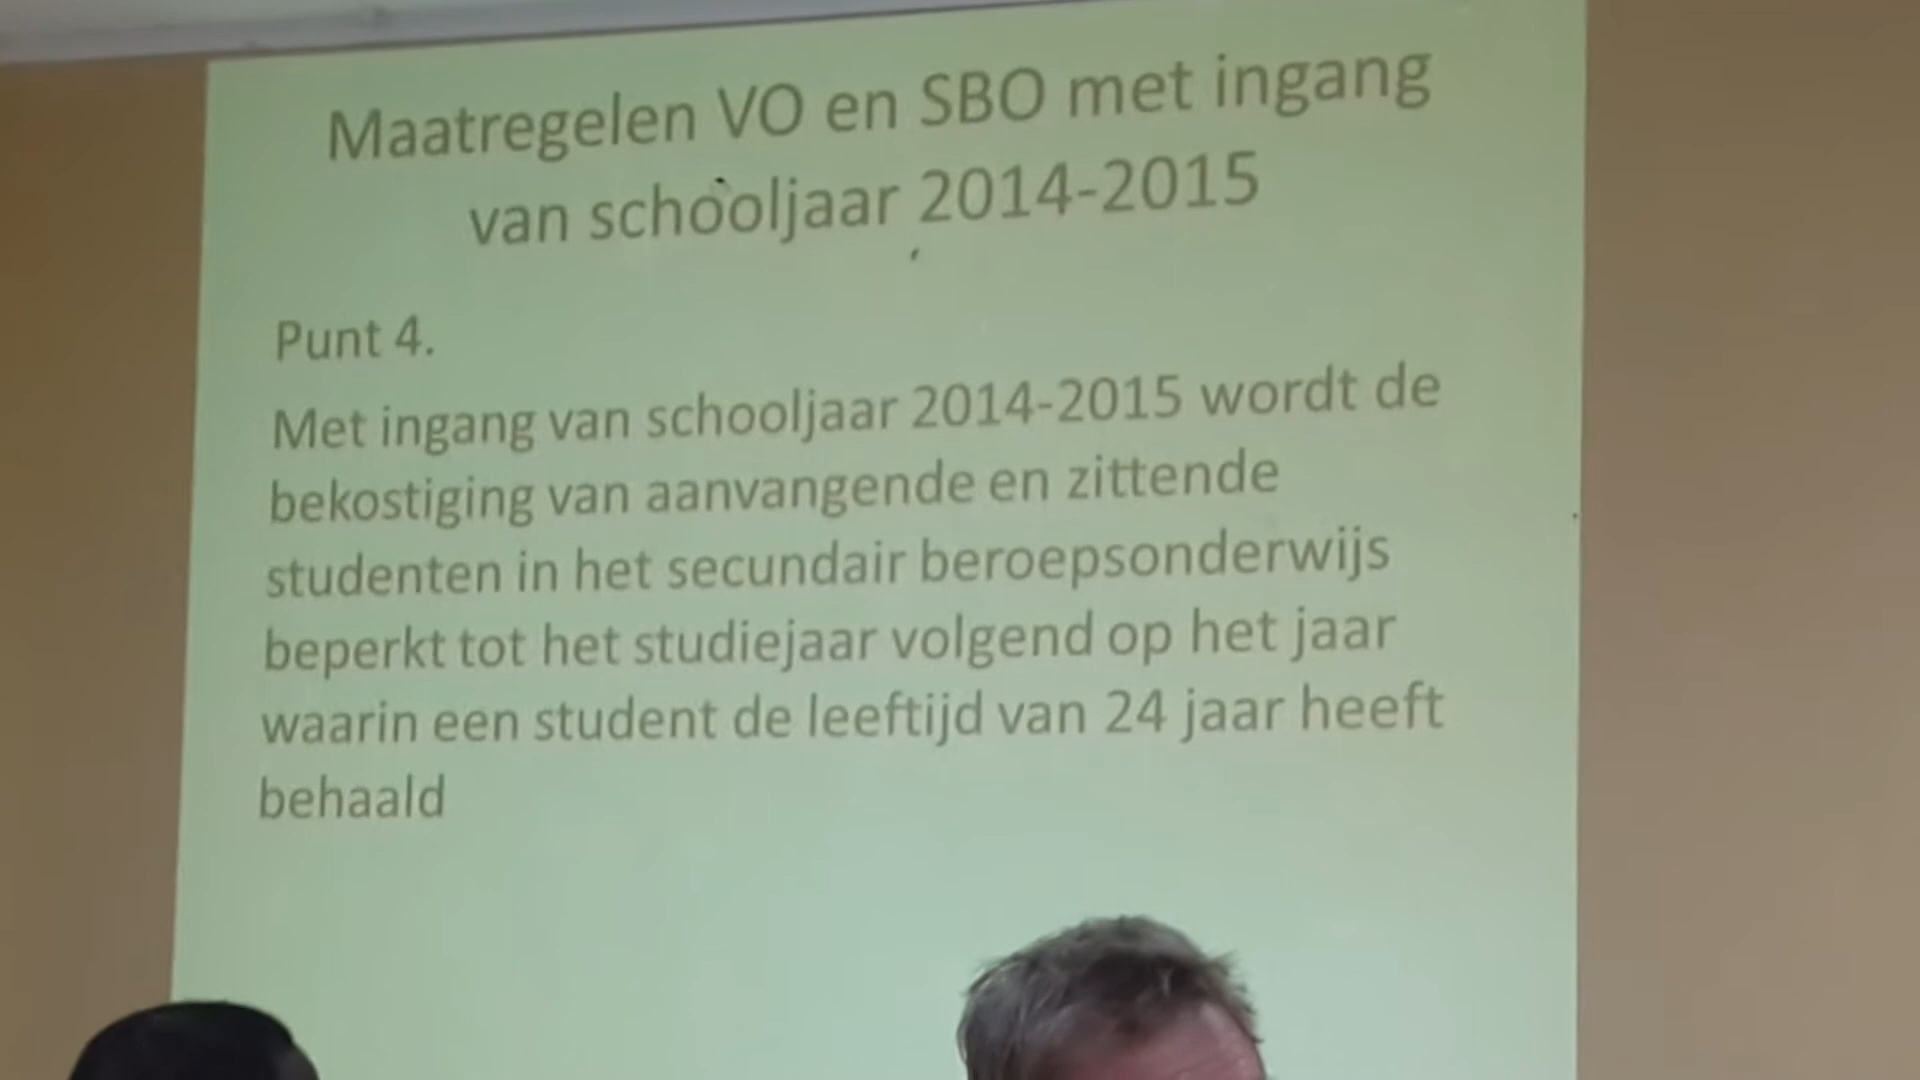 Maatregelen VO en SBO met ingang
van schooljaar 2014-2015
Punt 4.
Met ingang van schooljaar 2014-2015 wordt de
bekostiging van aanvangende en zittende
studenten in het secundair beroepsonderwijs
beperkt tot het studiejaar volgend op het jaar
waarin een student de leeftijd van 24 jaar heeft
behaald